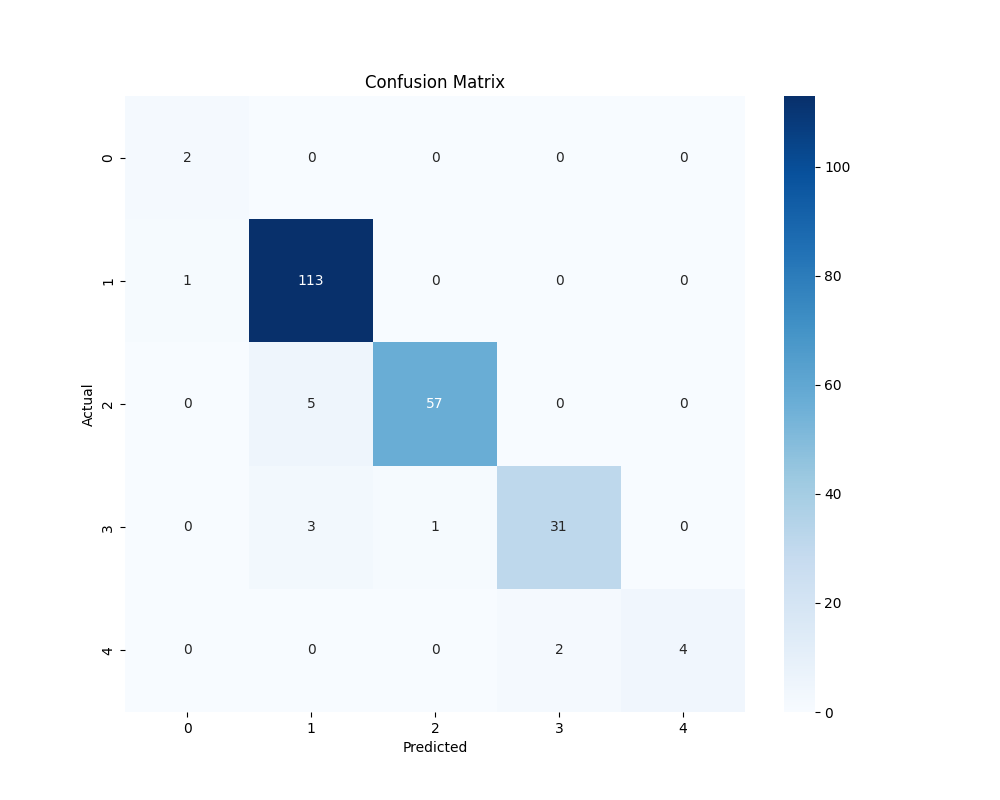 Confusion Matrix
0 2 0 0 0 0
1 1 113 0 0 0
2 0 5 57 0 0
3 0 3 1 31 0
4 0 0 0 2 4
0 1 2 3 4
Actual
Predicted
100
80
60
40
20
0